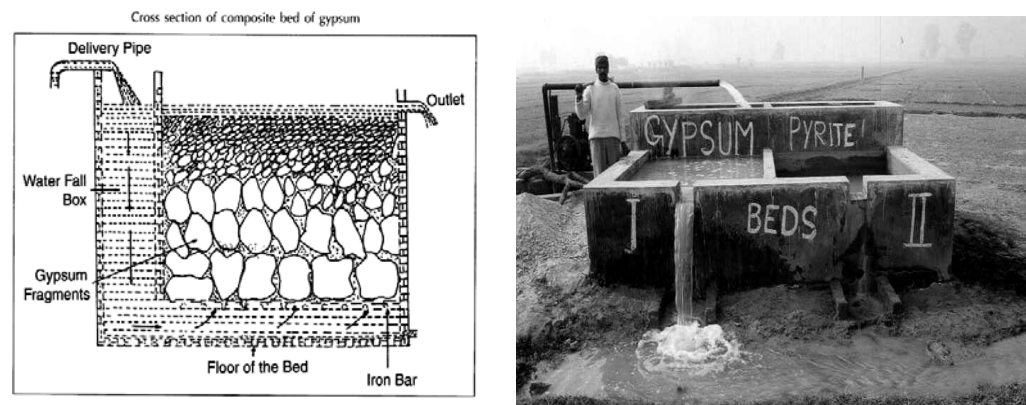 Cross section of composite bed of gypsum
Delivery Pipe
Outlet
Water Fall
Box
Gypsum
Fragments
Floor of the Bed
Iron Bar
GYPSUM PYRITE
I BEDS II